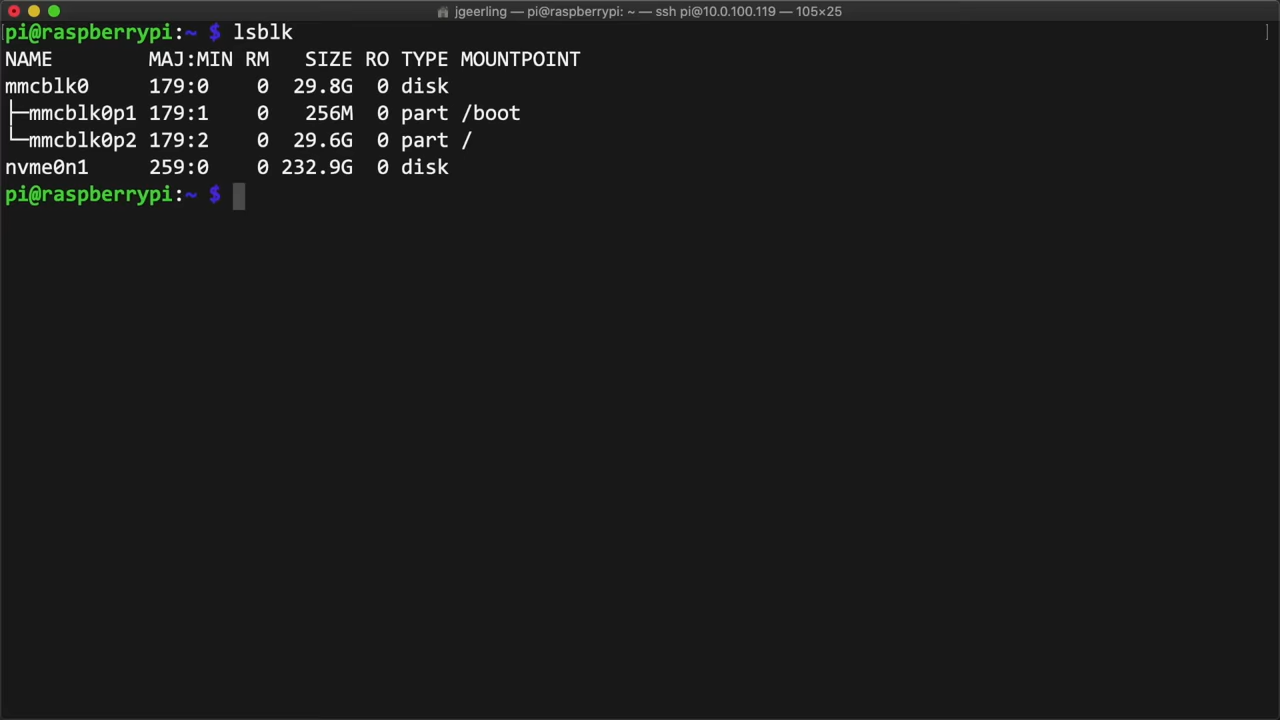 jgeerling — pi@raspberrypi: ~ — ssh pi@10.0.100.119 — 105×25
pi@raspberrypi:~ $ lsblk
NAME        MAJ:MIN RM   SIZE RO TYPE MOUNTPOINT
mmcblk0     179:0    0  29.8G  0 disk
├─mmcblk0p1 179:1    0   256M  0 part /boot
└─mmcblk0p2 179:2    0  29.6G  0 part /
nvme0n1     259:0    0 232.9G  0 disk
pi@raspberrypi:~ $